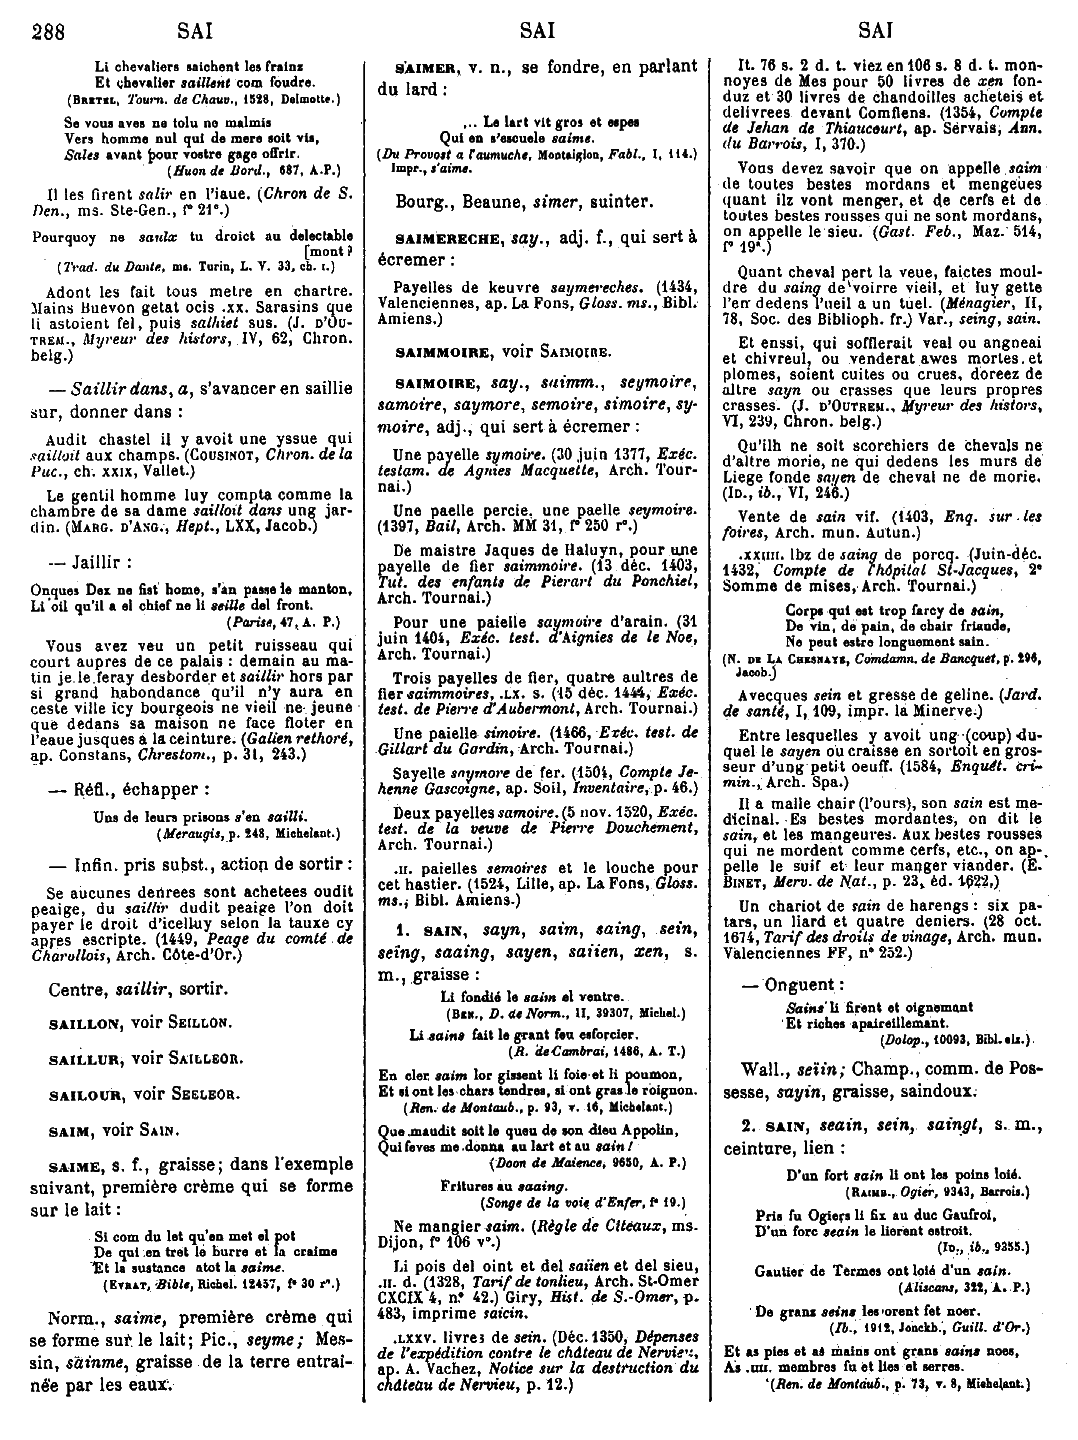 288 SAI SAI SAI
Li chevaliers saichent les frains
Et chevalier saillent com foudre.
(BRETEL, Tourn. de Chauv., 1528, Delmotte.)
Se vous aves ne tolu ne malmis
Vers homme nul qui de mere soit vis,
Sales avant pour vostre gage offrir.
(Huon de Bord., 687, A.P.)
Il les firent salir en l'iaue. (Chron de S.
Den., ms. Ste-Gen., f° 21ᵉ.)
Pourquoy ne saulx tu droict au delectable
[mont ?
(Trad. du Dante, ms. Turin, L. V. 33, ch. I.)
Adont les fait tous metre en chartre.
Mains Buevon getat ocis .xx. Sarasins que
li astoient fel, puis salhiet sus. (J. D'OU-
TREM., Myreur des histors, IV, 62, Chron.
belg.)
— Saillir dans, a, s'avancer en saillie
sur, donner dans :
Audit chastel il y avoit une yssue qui
sailloit aux champs. (COUSINOT, Chron. de la
Puc., ch. XXIX, Vallet.)
Le gentil homme luy compta comme la
chambre de sa dame sailloit dans ung jar-
din. (MARG. D'ANG., Hept., LXX, Jacob.)
— Jaillir :
Onques Dex ne fist home, s'an passe le manton,
Li oil qu'il a el chief ne li seille del front.
(Parise, 47, A. P.)
Vous avez veu un petit ruisseau qui
court aupres de ce palais : demain au ma-
tin je le feray desborder et saillir hors par
si grand habondance qu'il n'y aura en
ceste ville icy bourgeois ne vieil ne jeune
que dedans sa maison ne face floter en
l'eaue jusques à la ceinture. (Galien rethoré,
ap. Constans, Chrestom., p. 31, 243.)
— Réfl., échapper :
Uns de leurs prisons s'en sailli.
(Meraugis, p. 248, Michelant.)
— Infin. pris subst., action de sortir :
Se aucunes denrees sont achetees oudit
peaige, du saillir dudit peaige l'on doit
payer le droit d'icelluy selon la tauxe cy
apres escripte. (1449, Peage du comté de
Charollois, Arch. Côte-d'Or.)
Centre, saillir, sortir.
SAILLON, voir SEILLON.
SAILLUR, voir SAILLEOR.
SAILOUR, voir SEELEOR.
SAIM, voir SAIN.
SAIME, s. f., graisse; dans l'exemple
suivant, première crème qui se forme
sur le lait :
Si com du let qu'en met el pot
De qui en tret le burre et la craime
Et la sustance atot la saime.
(EVRAT, Bible, Richel. 12457, f° 30 r°.)
Norm., saime, première crème qui
se forme sur le lait; Pic., seyme; Mes-
sin, säinme, graisse de la terre entraî-
née par les eaux.
SAIMER, v. n., se fondre, en parlant
du lard :
... Le lart vit gros et espes
Qui en s'escuele saime.
(Du Provost a l'aumuche, Montaiglon, Fabl., I, 114.)
Impr., s'aime.
Bourg., Beaune, simer, suinter.
SAIMERECHE, say., adj. f., qui sert à
écremer :
Payelles de keuvre saymereches. (1434,
Valenciennes, ap. La Fons, Gloss. ms., Bibl.
Amiens.)
SAIMMOIRE, voir SAIMOIRE.
SAIMOIRE, say., saimm., seymoire,
samoire, saymore, semoire, simoire, sy-
moire, adj., qui sert à écremer :
Une payelle symoire. (30 juin 1377, Exéc.
testam. de Agnies Macquette, Arch. Tour-
nai.)
Une paelle percie, une paelle seymoire.
(1397, Bail, Arch. MM 31, f° 250 r°.)
De maistre Jaques de Haluyn, pour une
payelle de fier saimmoire. (13 déc. 1403,
Tut. des enfants de Pierart du Ponchiel,
Arch. Tournai.)
Pour une paielle saymoire d'arain. (31
juin 1404, Exéc. test. d'Aignies de le Noe,
Arch. Tournai.)
Trois payelles de fier, quatre aultres de
fier saimmoires, .LX. s. (15 déc. 1444, Exéc.
test. de Pierre d'Aubermont, Arch. Tournai.)
Une paielle simoire. (1466, Exéc. test. de
Gillart du Gardin, Arch. Tournai.)
Sayelle saymore de fer. (1504, Compte Je-
henne Gascoigne, ap. Soil, Inventaire, p. 46.)
Deux payelles samoire. (5 nov. 1520, Exéc.
test. de la veuve de Pierre Douchement,
Arch. Tournai.)
.II. paielles semoires et le louche pour
cet hastier. (1524, Lille, ap. La Fons, Gloss.
ms., Bibl. Amiens.)
1. SAIN, sayn, saim, saing, sein,
seing, saaing, sayen, saiien, xen, s.
m., graisse :
Li fondié le saim el ventre.
(BEN., D. de Norm., II, 39307, Michel.)
Li sains fait le grant feu esforcier.
(R. de Cambrai, 1486, A. T.)
En cler saim lor gissent li foie et li poumon,
Et si ont les chars tendres, si ont gras le roignon.
(Ren. de Montaub., p. 93, v. 16, Michelant.)
Que maudit soit le queu de son dieu Appolin,
Qui feves me donna au lart et au sain !
(Doon de Maience, 9650, A. P.)
Fritures au saaing.
(Songe de la voie d'Enfer, f° 19.)
Ne mangier saim. (Règle de Citeaux, ms.
Dijon, f° 106 v°.)
Li pois del oint et del saiien et del sieu,
.II. d. (1328, Tarif de tonlieu, Arch. St-Omer
CXCIX 4, n° 42.) Giry, Hist. de S.-Omer, p.
483, imprime saicin.
.LXXV. livres de sein. (Déc. 1350, Dépenses
de l'expédition contre le château de Nervieu,
ap. A. Vachez, Notice sur la destruction du
château de Nervieu, p. 12.)
It. 76 s. 2 d. t. viez en 106 s. 8 d. t. mon-
noyes de Mes pour 50 livres de xen fon-
duz et 30 livres de chandoilles acheteis et
delivrees devant Comflens. (1354, Compte
de Jehan de Thiaucourt, ap. Servais, Ann.
du Barrois, I, 370.)
Vous devez savoir que on appelle saim
de toutes bestes mordans et mengeues
quant ilz vont menger, et de cerfs et de
toutes bestes rousses qui ne sont mordans,
on appelle le sieu. (Gast. Feb., Maz. 514,
f° 19ᵉ.)
Quant cheval pert la veue, faictes moul-
dre du saing de voirre vieil, et luy gette
l'en dedens l'ueil a un tuel. (Ménagier, II,
78, Soc. des Biblioph. fr.) Var., seing, sain.
Et enssi, qui soffleroit veal ou angneai
et chivreul, ou venderat awes mortes et
plomes, soient cuites ou crues, doreez de
altre sayn ou crasses que leurs propres
crasses. (J. D'OUTREM., Myreur des histors,
VI, 239, Chron. belg.)
Qu'ilh ne soit scorchiers de chevals ne
d'altre morie, ne qui dedens les murs de
Liege fonde sayen de cheval ne de morie.
(ID., ib., VI, 246.)
Vente de sain vif. (1403, Enq. sur les
foires, Arch. mun. Autun.)
.XXIIII. lbz de saing de porcq. (Juin-déc.
1432, Compte de l'hôpital St-Jacques, 2ᵉ
Somme de mises, Arch. Tournai.)
Corps qui est trop farcy de sain,
De vin, de pain, de chair friande,
Ne peut estre longuement sain.
(N. DE LA CHESNAYE, Comdamn. de Bancquet, p. 296,
Jacob.)
Avecques sein et gresse de geline. (Jard.
de santé, I, 109, impr. la Minerve.)
Entre lesquelles y avoit ung (coup) du-
quel le sayen ou craisse en sortoit en gros-
seur d'ung petit oeuff. (1584, Enquét. cri-
min., Arch. Spa.)
Il a malle chair (l'ours), son sain est me-
dicinal. Es bestes mordantes, on dit le
sain, et les mangeures. Aux bestes rousses
qui ne mordent comme cerfs, etc., on ap-
pelle le suif et leur manger viander. (E.
BINET, Merv. de Nat., p. 23, éd. 1622.)
Un chariot de sain de harengs : six pa-
tars, un liard et quatre deniers. (28 oct.
1674, Tarif des droits de vinage, Arch. mun.
Valenciennes FF, n° 252.)
— Onguent :
Sains li firent et oignemant
Et riches apaireillemant.
(Dolop., 10093, Bibl. elz.)
Wall., seïin; Champ., comm. de Pos-
sesse, sayin, graisse, saindoux.
2. SAIN, seain, sein, saingt, s. m.,
ceinture, lien :
D'un fort sain li ont les poins loié.
(RAIMB., Ogier, 9343, Barrois.)
Pris fu Ogiers li fix au duc Gaufroi,
D'un forc seain le lierent estroit.
(ID., ib., 9355.)
Gautier de Termes ont loié d'un sain.
(Aliscans, 322, A. P.)
De grans seins les orent fet noer.
(Ib., 1912, Jonckb., Guill. d'Or.)
Et as pies et as mains ont grans sains noes,
As .IIII. membres fu et lies et serres.
(Ren. de Montaub., p. 73, v. 8, Michelant.)